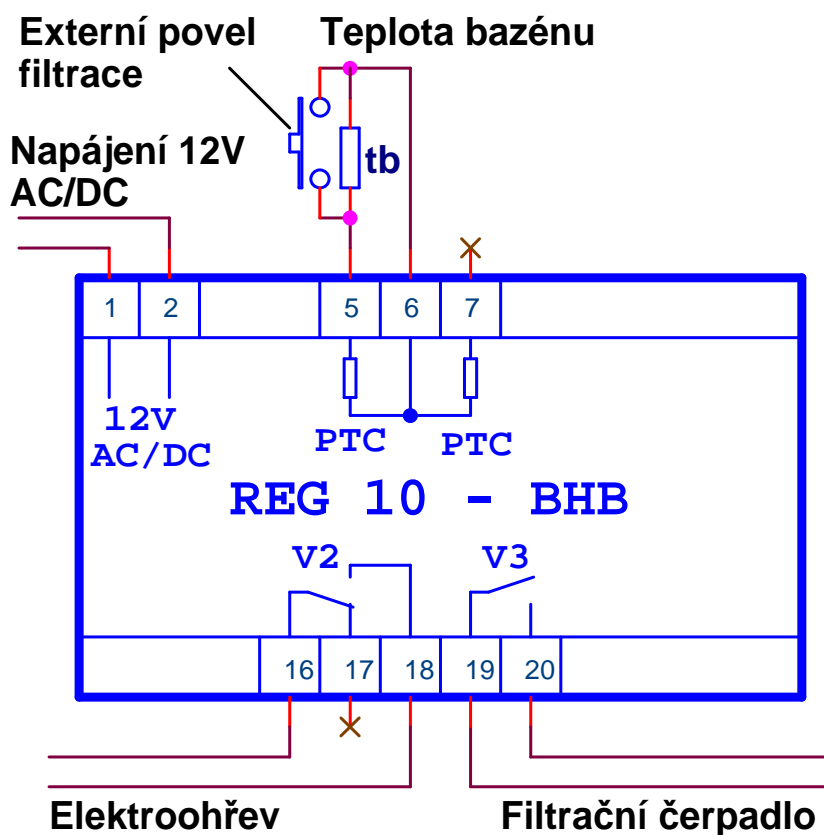 Externí povel
filtrace
Teplota bazénu
Napájení 12V
AC/DC
tb
1 2 5 6 7
12V
AC/DC
PTC PTC
REG 10 - BHB
V2 V3
16 17 18 19 20
Elektroohřev
Filtrační čerpadlo